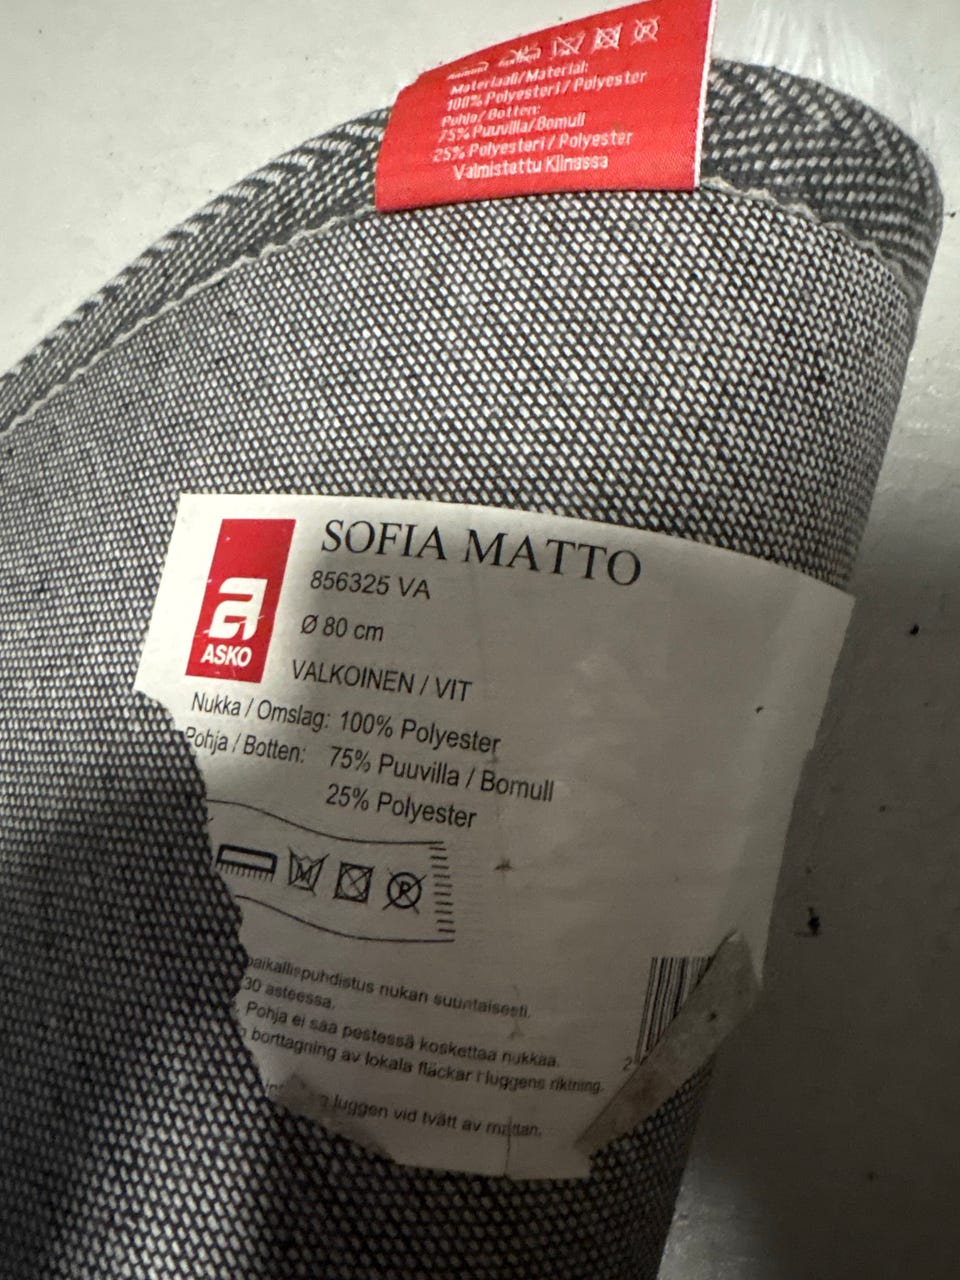 Materiaali/Material:
100% Polyesteri / Polyester
Pohja/Botten:
75% Puuvilla/Bomull
25% Polyesteri / Polyester
Valmistettu Kiinassa
SOFIA MATTO
856325 VA
Ø 80 cm
VALKOINEN / VIT
a
ASKO
Nukka / Omslag: 100% Polyester
Pohja / Botten: 75% Puuvilla / Bomull
25% Polyester
paikallispuhdistus nukan suuntaisesti.
30 asteessa.
Pohja ei saa pestessä koskettaa nukkaa.
borttagning av lokala fläckar i luggens riktning.
luggen vid tvätt av mattan.
2